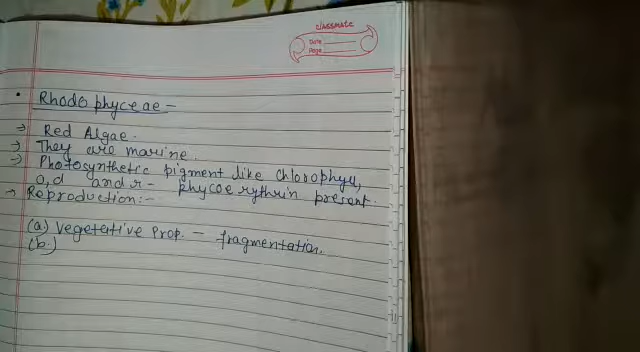 classmate
Date
Page
• Rhodophyceae -
→ Red Algae.
→ They are marine.
→ Photosynthetic pigment like Chlorophyll,
a,d and r- phycoerythrin present.
→ Reproduction:-
(a) Vegetative Prop. - fragmentation.
(b)